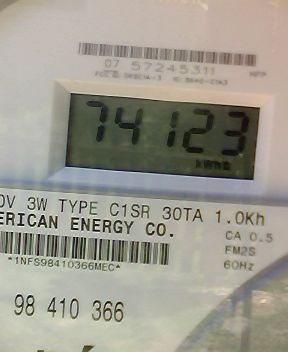 07 57245311
74123
kWhs
0V 3W TYPE C1SR 30TA 1.0Kh
ERICAN ENERGY CO.
CA 0.5
FM2S
60Hz
*1NFS98410366MEC*
98 410 366